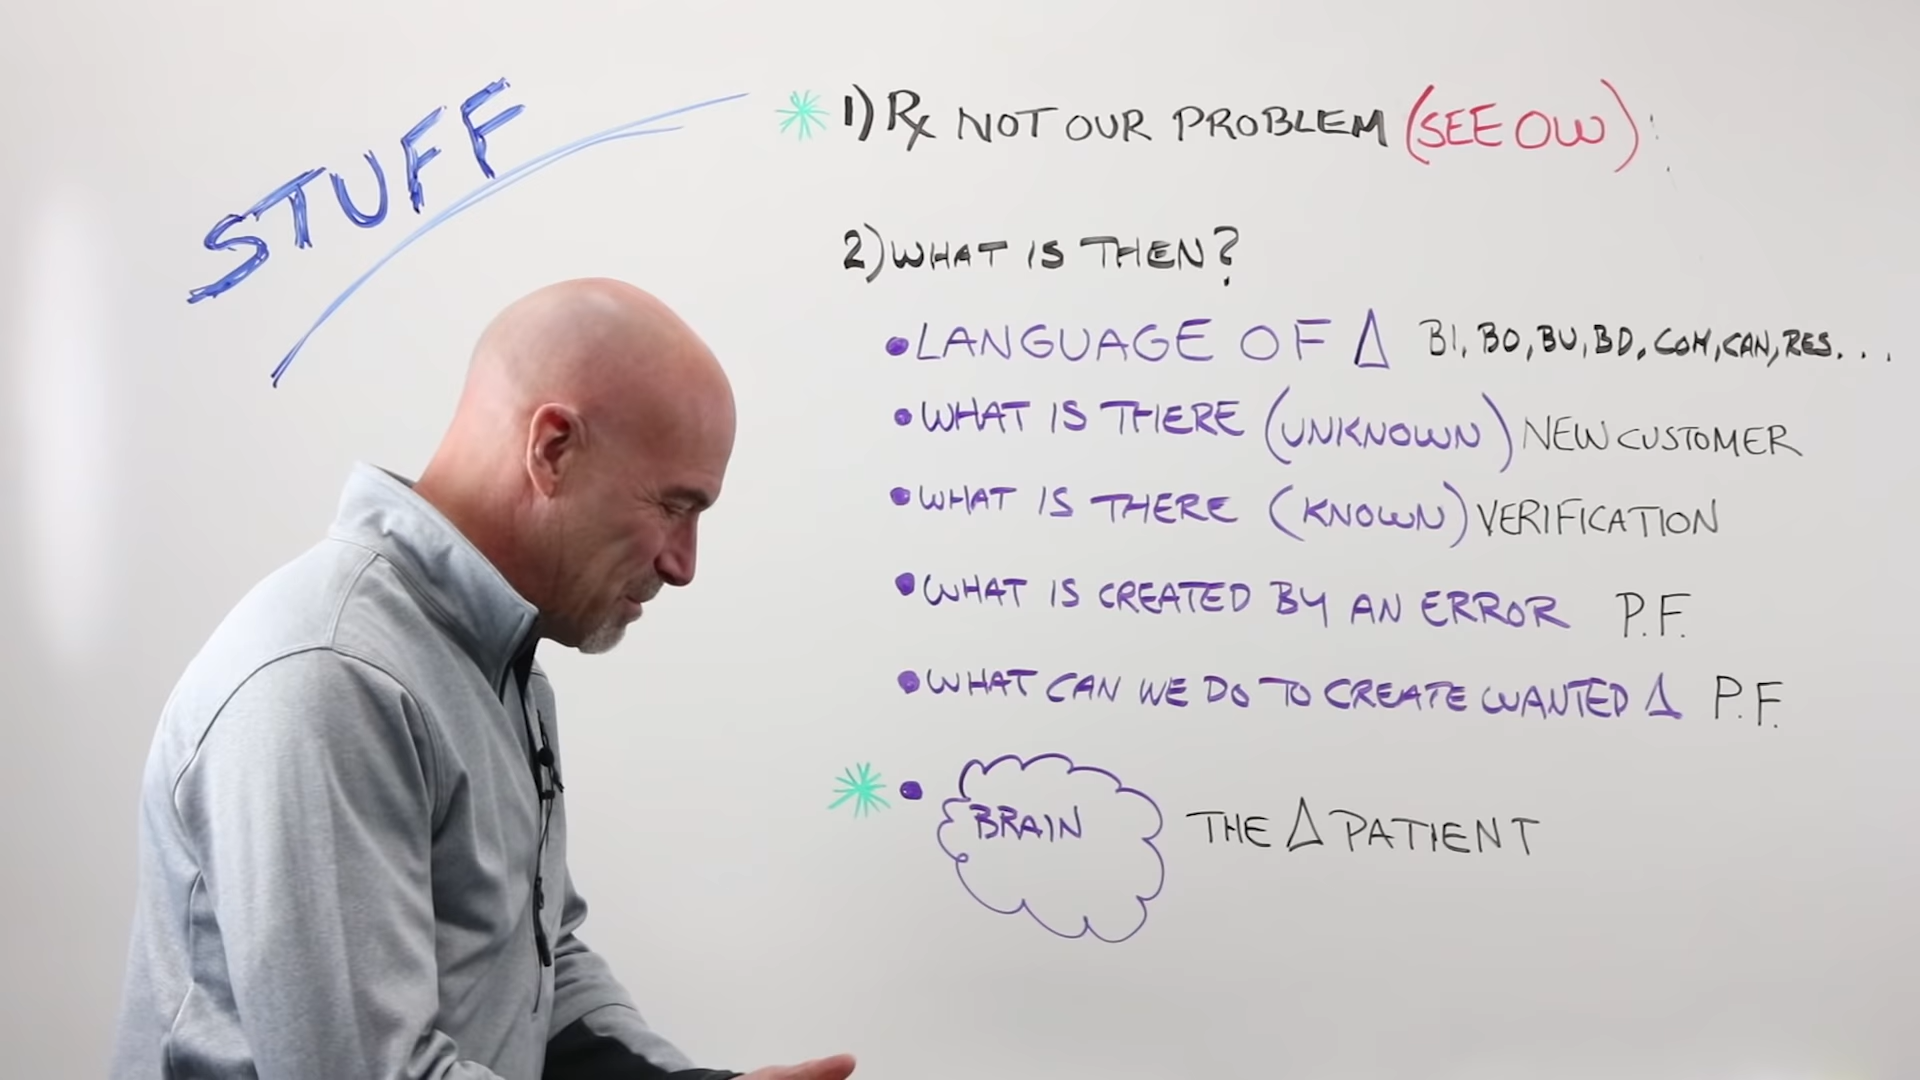 STUFF
1) Rx NOT OUR PROBLEM (SEE OW)
2) WHAT IS THEN?
• LANGUAGE OF Δ BI, BO, BU, BD, COM, CAN, RES...
• WHAT IS THERE (UNKNOWN) NEW CUSTOMER
• WHAT IS THERE (KNOWN) VERIFICATION
• WHAT IS CREATED BY AN ERROR P.F.
• WHAT CAN WE DO TO CREATE WANTED Δ P.F.
• BRAIN THE Δ PATIENT